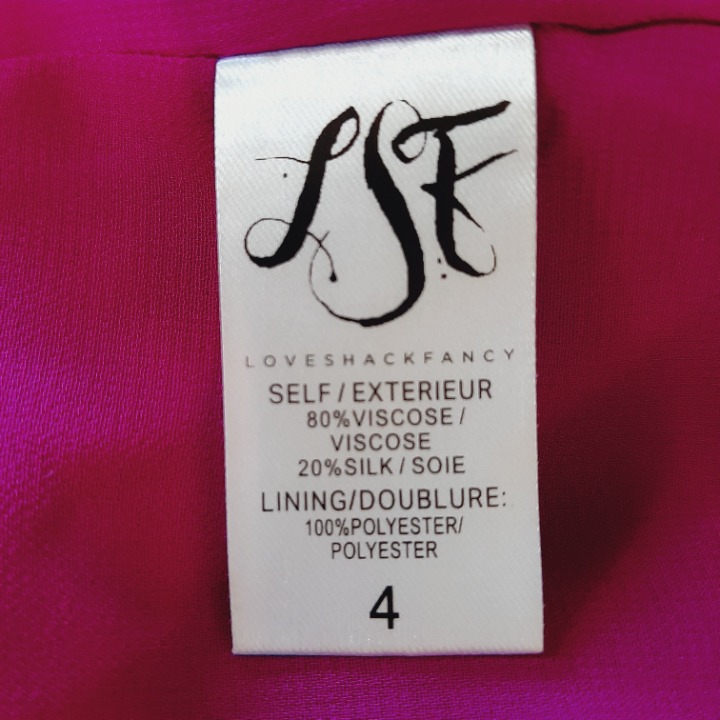 LSF
LOVESHACKFANCY
SELF / EXTERIEUR
80%VISCOSE /
VISCOSE
20%SILK / SOIE
LINING/DOUBLURE:
100%POLYESTER/
POLYESTER
4